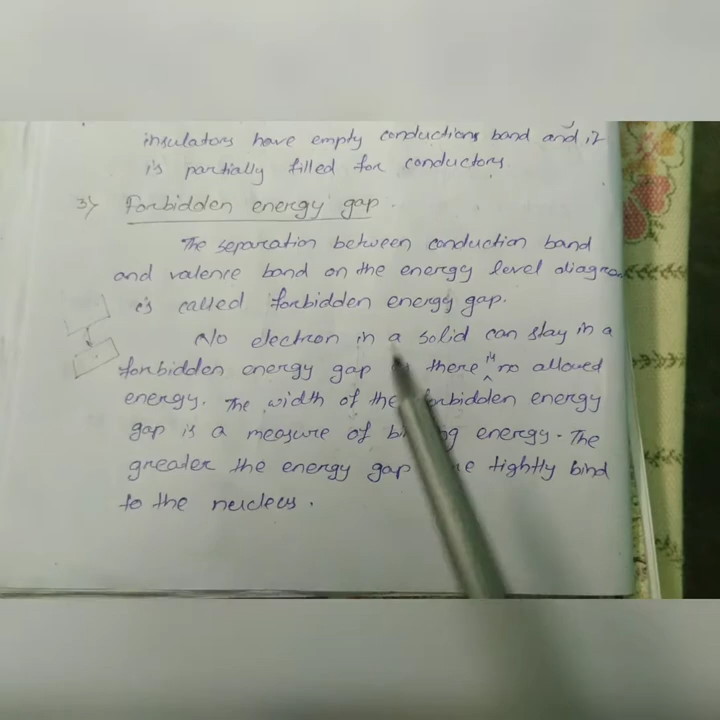 insulators have empty conductions band and it
is partially filled for conductors
3) Forbidden energy gap.
The separation between conduction band
and valence band on the energy level
is called forbidden energy gap.
No electron in a solid can stay in a
forbidden energy gap there is no allowed
energy. The width of the forbidden energy
gap is a measure of energy. The
greater the energy gap tightly bind
to the nucleus.